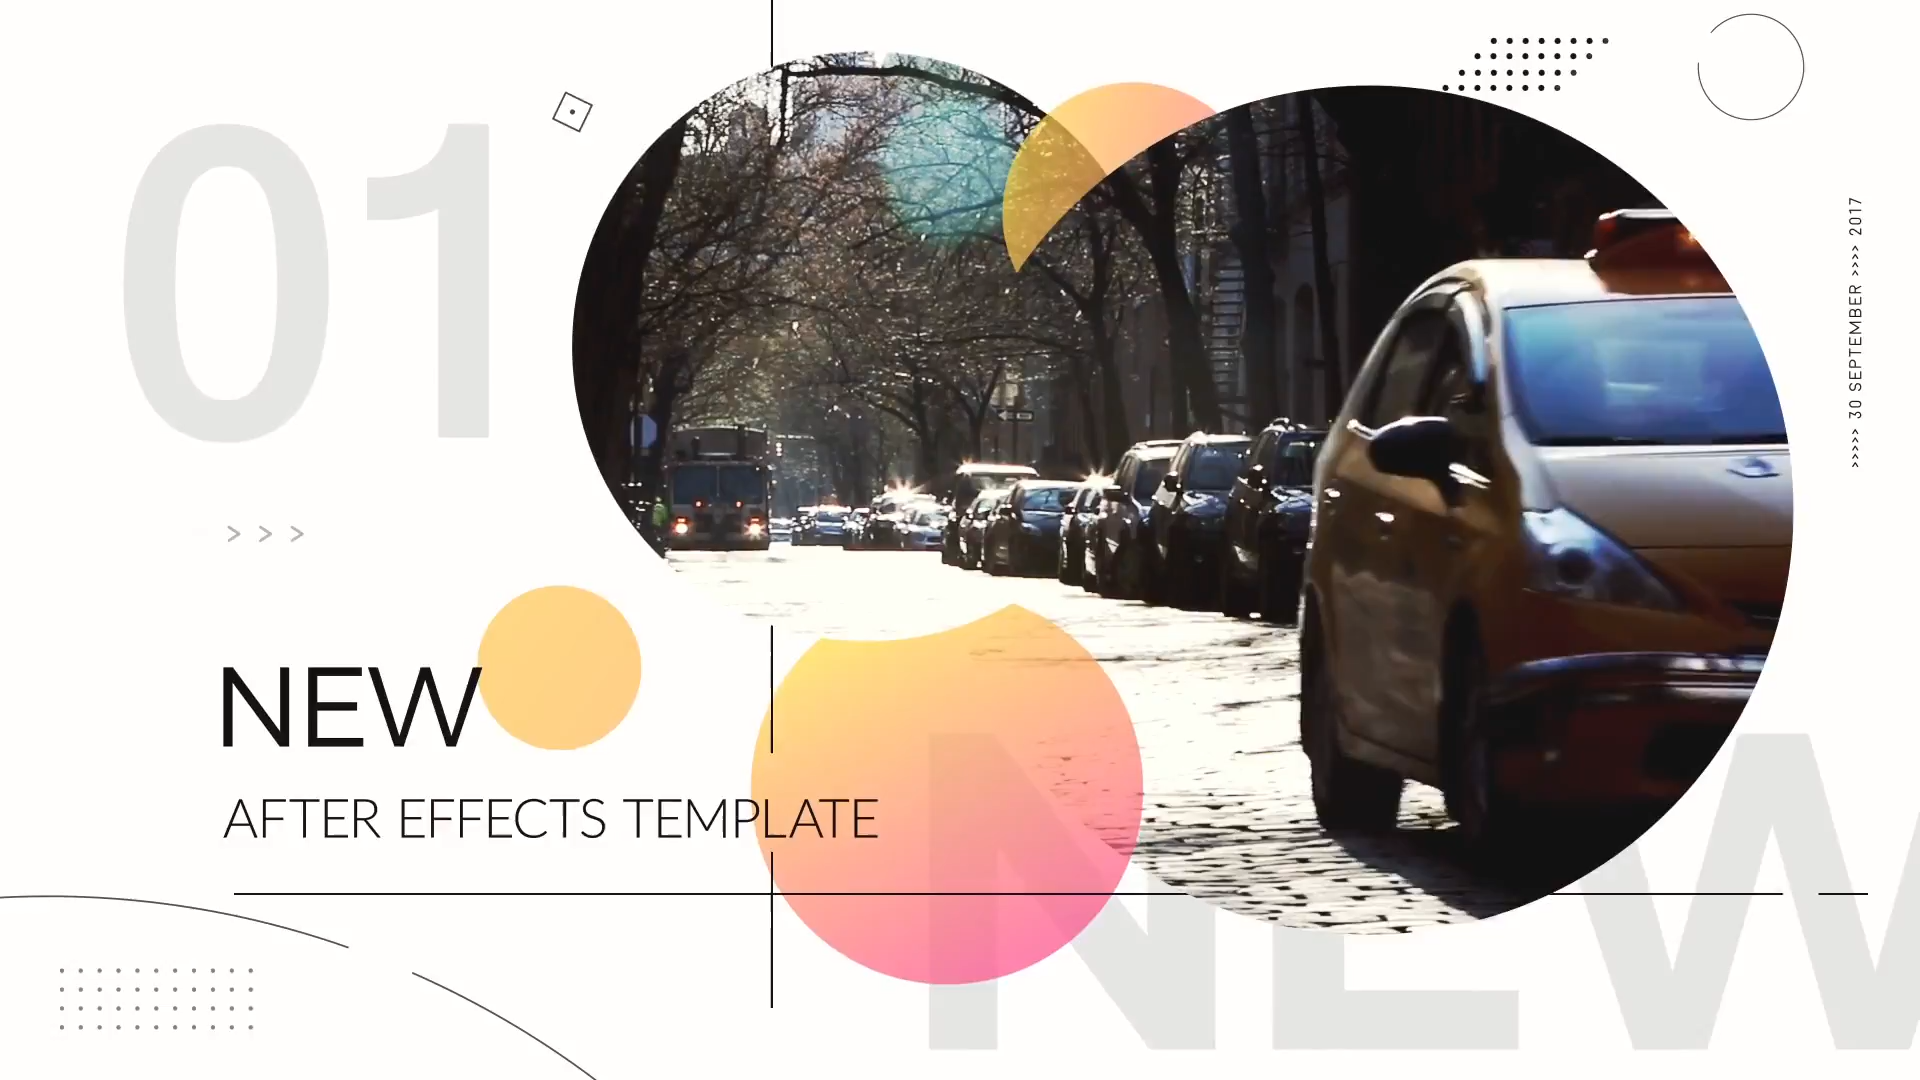 01
> > >
NEW
AFTER EFFECTS TEMPLATE
NEW
>>>>> 30 SEPTEMBER >>>> 2017